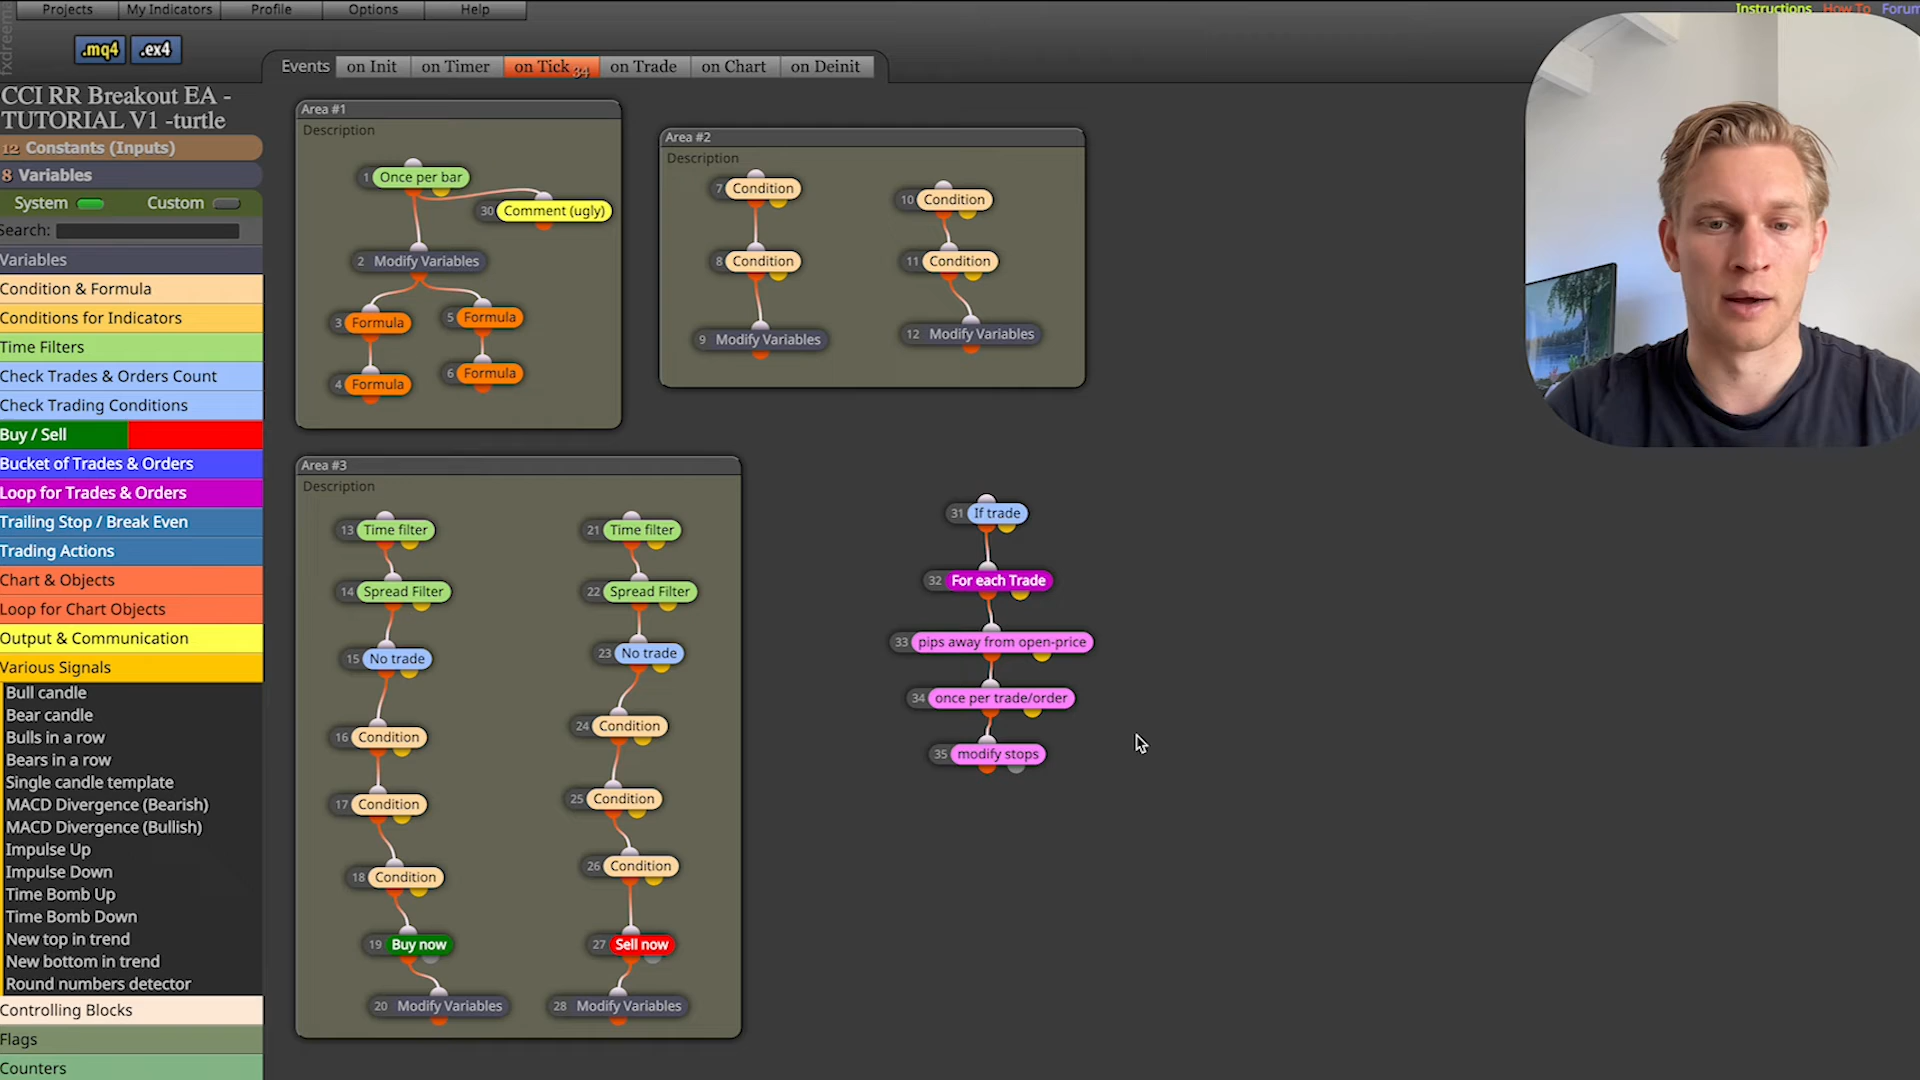 Projects
My Indicators
Profile
Options
Help
Instructions
How To
Forum
fxdreema
.mq4
.ex4
Events
on Init
on Timer
on Tick 34
on Trade
on Chart
on Deinit
CCI RR Breakout EA -
TUTORIAL V1 -turtle
12 Constants (Inputs)
8 Variables
System
Custom
Search:
Variables
Condition & Formula
Conditions for Indicators
Time Filters
Check Trades & Orders Count
Check Trading Conditions
Buy / Sell
Bucket of Trades & Orders
Loop for Trades & Orders
Trailing Stop / Break Even
Trading Actions
Chart & Objects
Loop for Chart Objects
Output & Communication
Various Signals
Bull candle
Bear candle
Bulls in a row
Bears in a row
Single candle template
MACD Divergence (Bearish)
MACD Divergence (Bullish)
Impulse Up
Impulse Down
Time Bomb Up
Time Bomb Down
New top in trend
New bottom in trend
Round numbers detector
Controlling Blocks
Flags
Counters
Area #1
Description
1 Once per bar
30 Comment (ugly)
2 Modify Variables
3 Formula
5 Formula
4 Formula
6 Formula
Area #2
Description
7 Condition
10 Condition
8 Condition
11 Condition
9 Modify Variables
12 Modify Variables
Area #3
Description
13 Time filter
21 Time filter
14 Spread Filter
22 Spread Filter
15 No trade
23 No trade
16 Condition
24 Condition
17 Condition
25 Condition
18 Condition
26 Condition
19 Buy now
27 Sell now
20 Modify Variables
28 Modify Variables
31 If trade
32 For each Trade
33 pips away from open-price
34 once per trade/order
35 modify stops